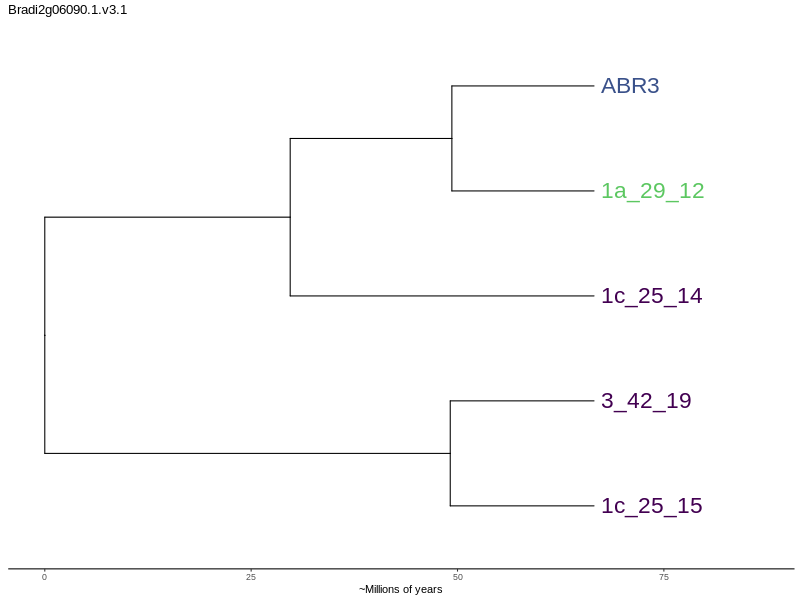 Bradi2g06090.1.v3.1
ABR3
1a_29_12
1c_25_14
3_42_19
1c_25_15
0 25 50 75
~Millions of years